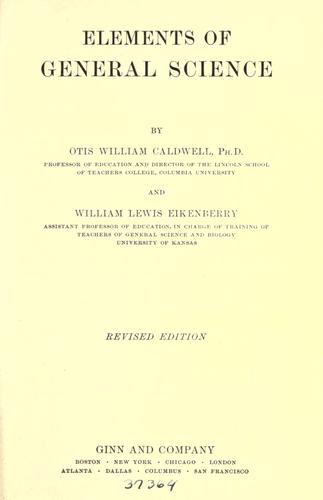 ELEMENTS OF
GENERAL SCIENCE
BY
OTIS WILLIAM CALDWELL, PH.D.
PROFESSOR OF EDUCATION AND DIRECTOR OF THE LINCOLN SCHOOL
OF TEACHERS COLLEGE, COLUMBIA UNIVERSITY
AND
WILLIAM LEWIS EIKENBERRY
ASSISTANT PROFESSOR OF EDUCATION, IN CHARGE OF TRAINING OF
TEACHERS OF GENERAL SCIENCE AND BIOLOGY
UNIVERSITY OF KANSAS
REVISED EDITION
GINN AND COMPANY
BOSTON · NEW YORK · CHICAGO · LONDON
ATLANTA · DALLAS · COLUMBUS · SAN FRANCISCO
37364